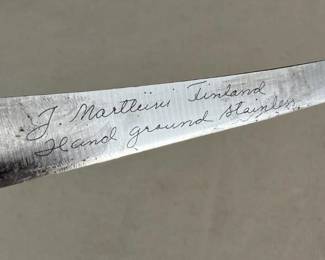 J. Marttiini Finland
Hand ground stainless